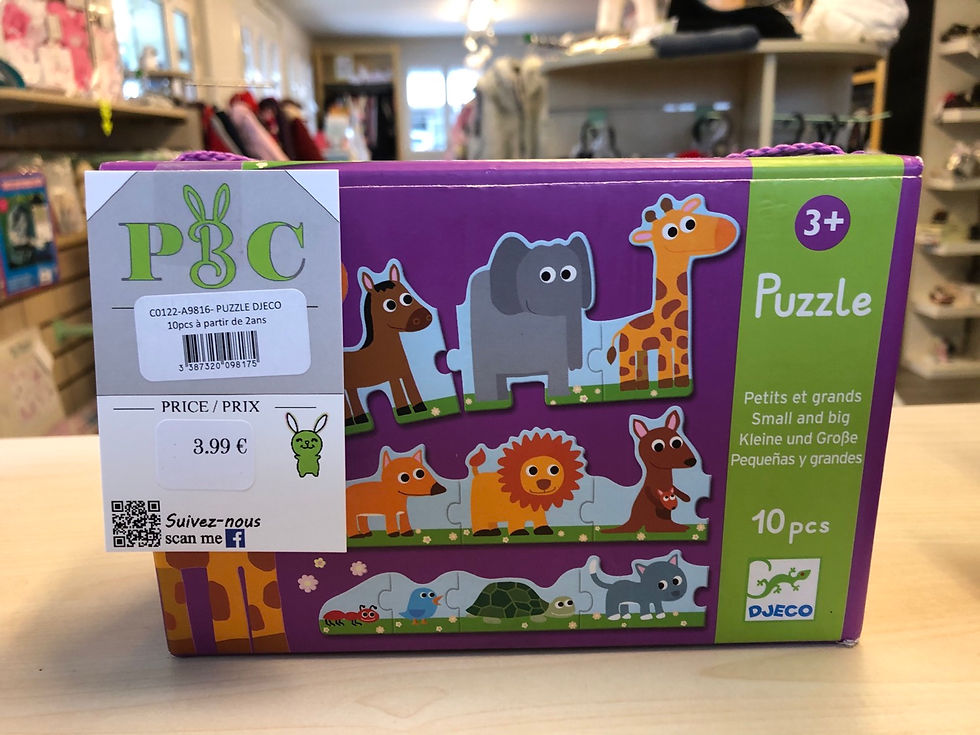 PBC
C0122-A9816- PUZZLE DJECO
10pcs à partir de 2ans
3 387320 098175
PRICE / PRIX
3.99 €
Suivez-nous
scan me
3+
Puzzle
Petits et grands
Small and big
Kleine und Große
Pequeñas y grandes
10 pcs
DJECO